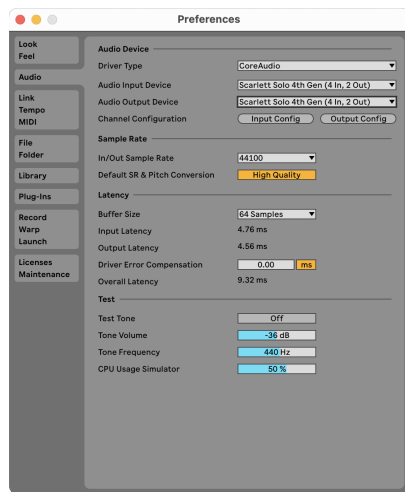 Preferences
Look
Feel
Audio
Link
Tempo
MIDI
File
Folder
Library
Plug-Ins
Record
Warp
Launch
Licenses
Maintenance
Audio Device
Driver Type CoreAudio
Audio Input Device Scarlett Solo 4th Gen (4 In, 2 Out)
Audio Output Device Scarlett Solo 4th Gen (4 In, 2 Out)
Channel Configuration Input Config Output Config
Sample Rate
In/Out Sample Rate 44100
Default SR & Pitch Conversion High Quality
Latency
Buffer Size 64 Samples
Input Latency 4.76 ms
Output Latency 4.56 ms
Driver Error Compensation 0.00 ms
Overall Latency 9.32 ms
Test
Test Tone Off
Tone Volume -36 dB
Tone Frequency 440 Hz
CPU Usage Simulator 50 %